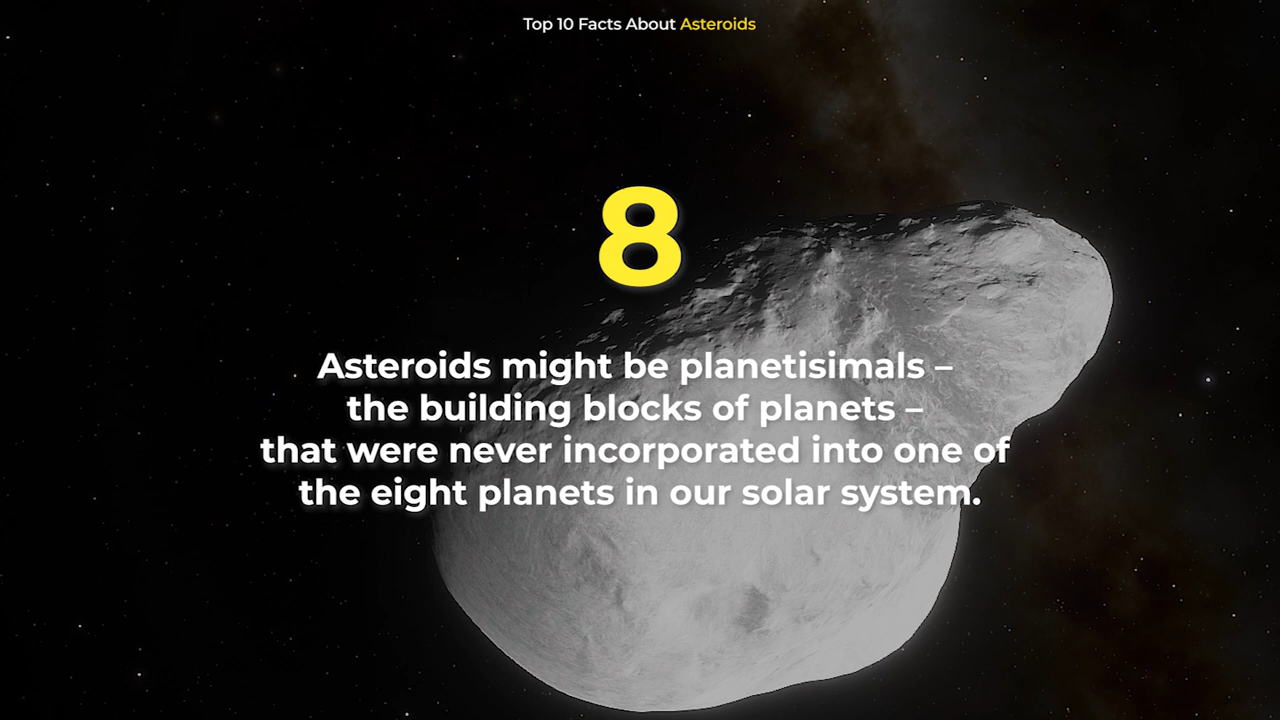 Top 10 Facts About Asteroids
8
Asteroids might be planetisimals –
the building blocks of planets –
that were never incorporated into one of
the eight planets in our solar system.